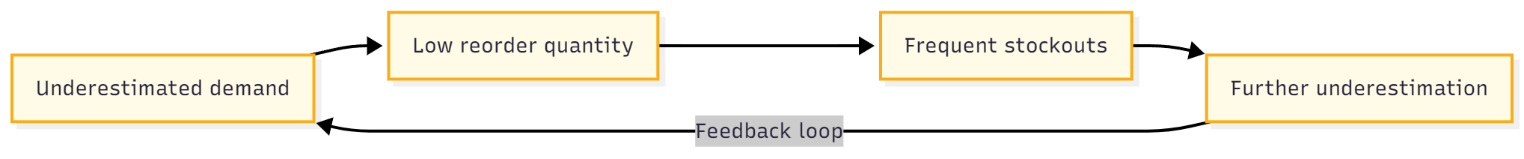 Underestimated demand
Low reorder quantity
Frequent stockouts
Further underestimation
Feedback loop